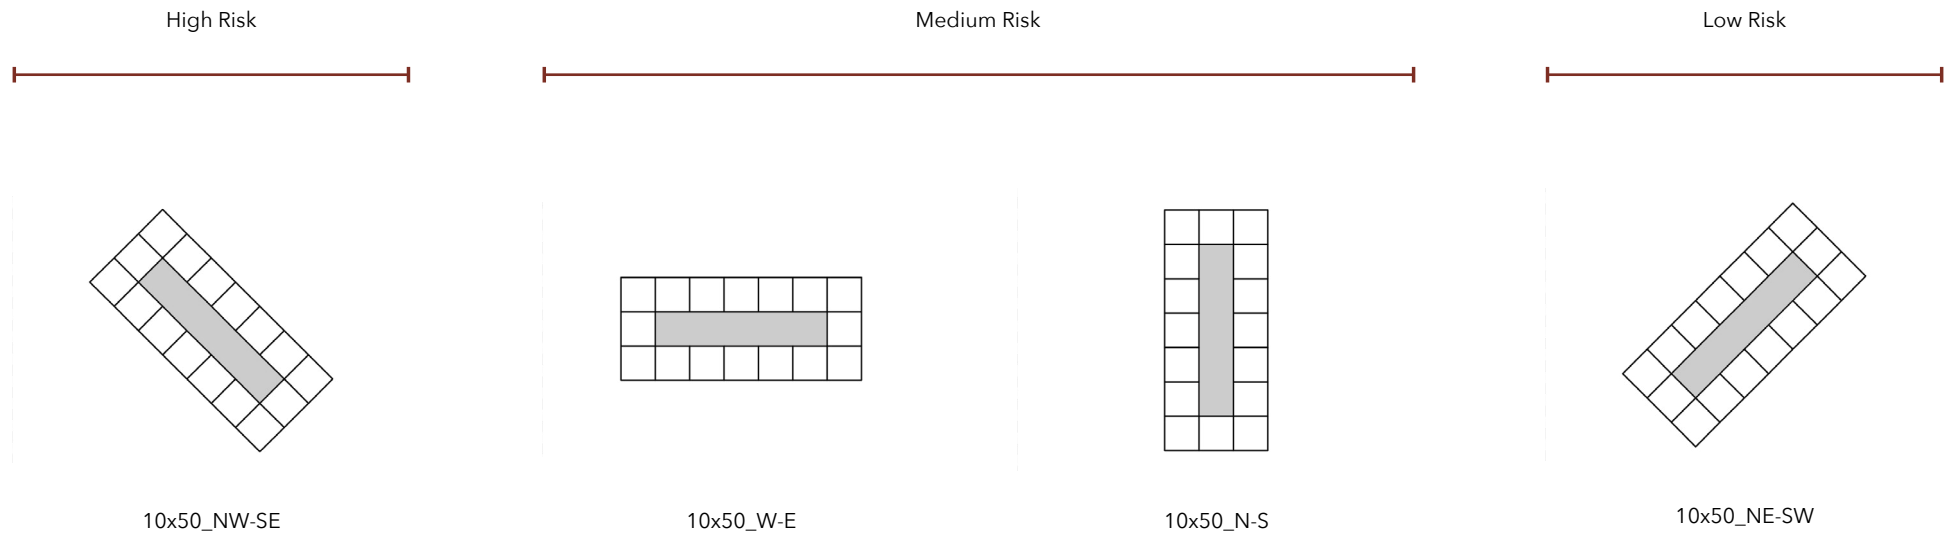 High Risk
Medium Risk
Low Risk
10x50_NW-SE
10x50_W-E
10x50_N-S
10x50_NE-SW